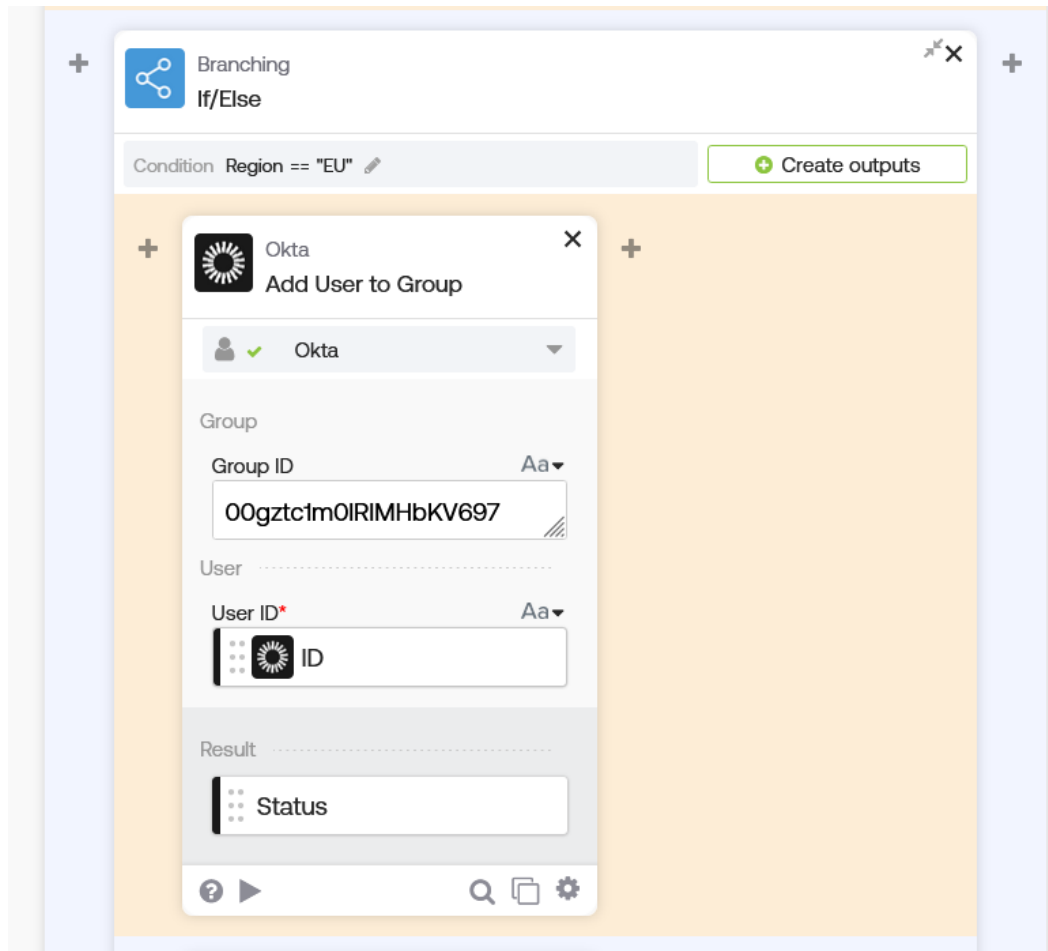 Branching
If/Else
Condition Region == "EU"
Create outputs
Okta
Add User to Group
Okta
Group
Group ID Aa
00gztc1m0lRlMHbKV697
User
User ID* Aa
ID
Result
Status